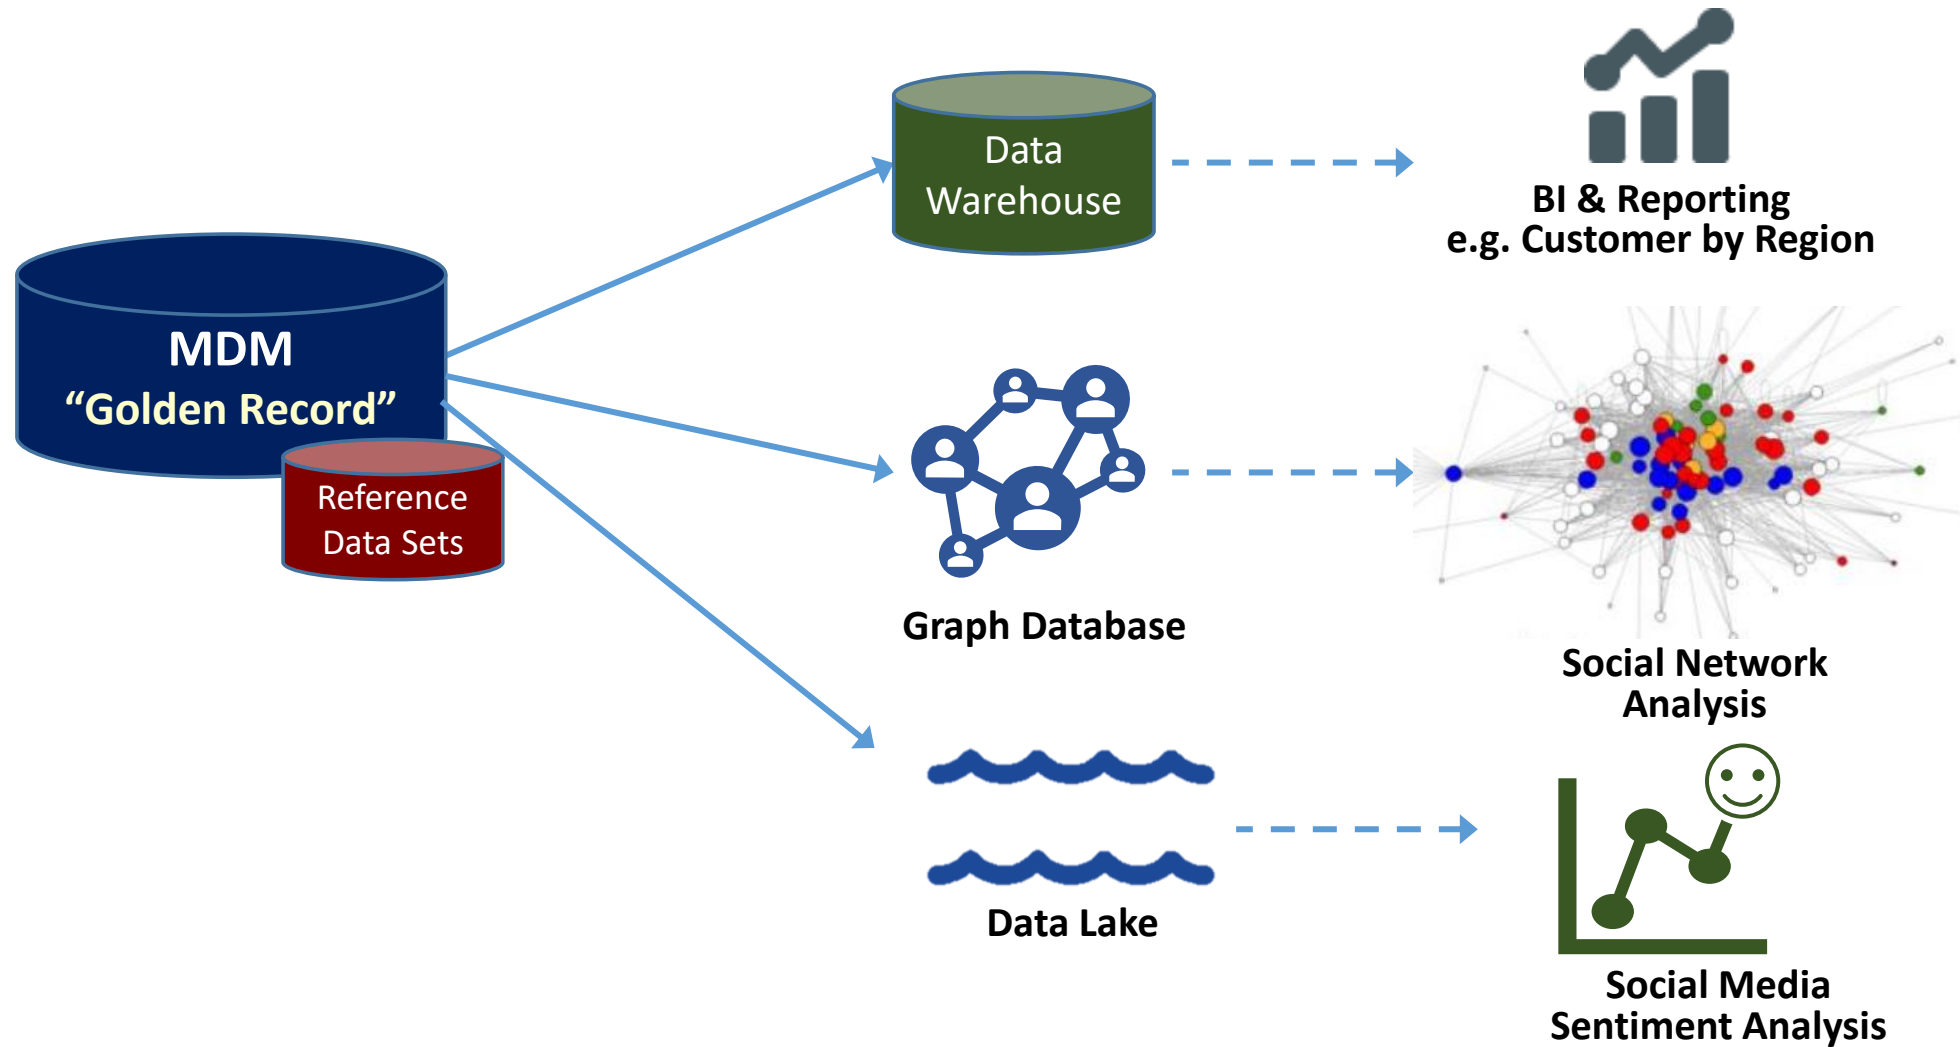 MDM
“Golden Record”
Reference
Data Sets
Data
Warehouse
BI & Reporting
e.g. Customer by Region
Graph Database
Social Network
Analysis
Data Lake
Social Media
Sentiment Analysis